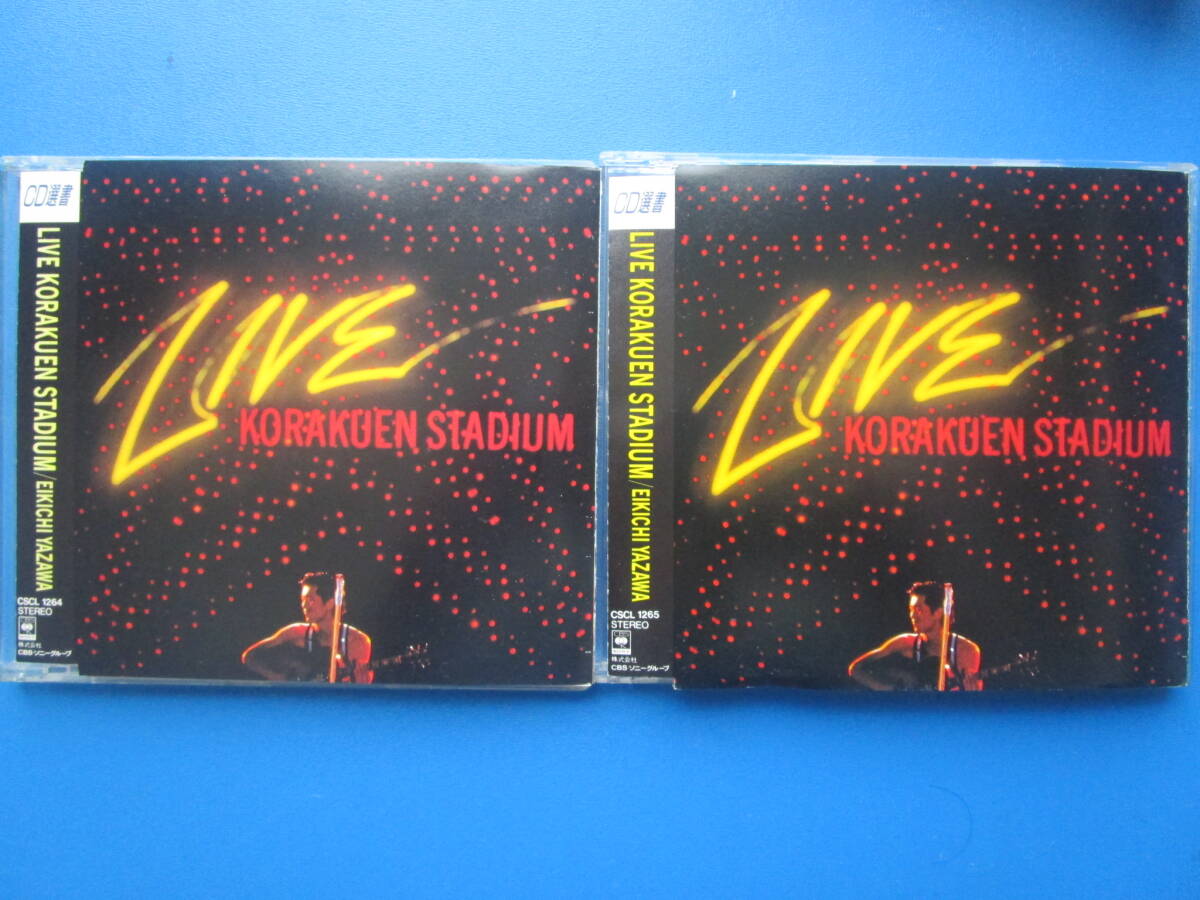 CD選書
LIVE KORAKUEN STADIUM/EIKICHI YAZAWA
CSCL 1264
STEREO
株式会社
CBSソニーグループ
LIVE
KORAKUEN STADIUM
CD選書
LIVE KORAKUEN STADIUM/EIKICHI YAZAWA
CSCL 1265
STEREO
株式会社
CBSソニーグループ
LIVE
KORAKUEN STADIUM